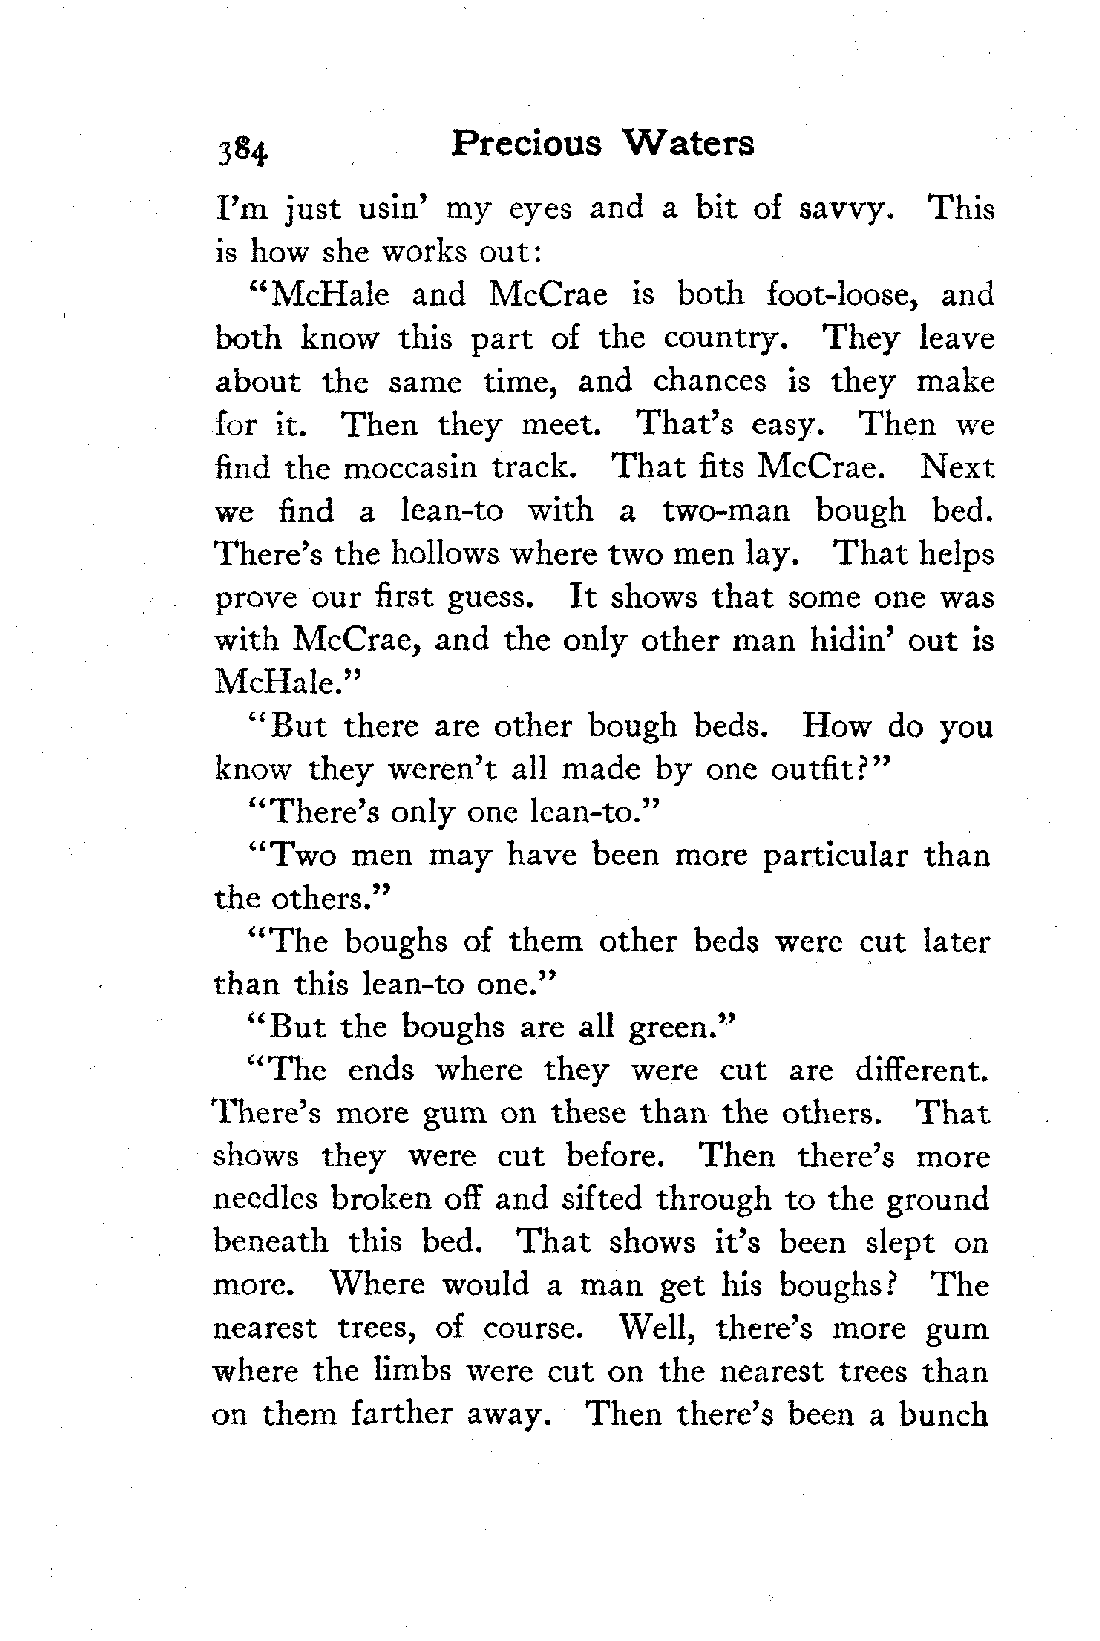 384 Precious Waters
I'm just usin' my eyes and a bit of savvy. This
is how she works out:
"McHale and McCrae is both foot-loose, and
both know this part of the country. They leave
about the same time, and chances is they make
for it. Then they meet. That's easy. Then we
find the moccasin track. That fits McCrae. Next
we find a lean-to with a two-man bough bed.
There's the hollows where two men lay. That helps
prove our first guess. It shows that some one was
with McCrae, and the only other man hidin' out is
McHale."
"But there are other bough beds. How do you
know they weren't all made by one outfit?"
"There's only one lean-to."
"Two men may have been more particular than
the others."
"The boughs of them other beds were cut later
than this lean-to one."
"But the boughs are all green."
"The ends where they were cut are different.
There's more gum on these than the others. That
shows they were cut before. Then there's more
needles broken off and sifted through to the ground
beneath this bed. That shows it's been slept on
more. Where would a man get his boughs? The
nearest trees, of course. Well, there's more gum
where the limbs were cut on the nearest trees than
on them farther away. Then there's been a bunch